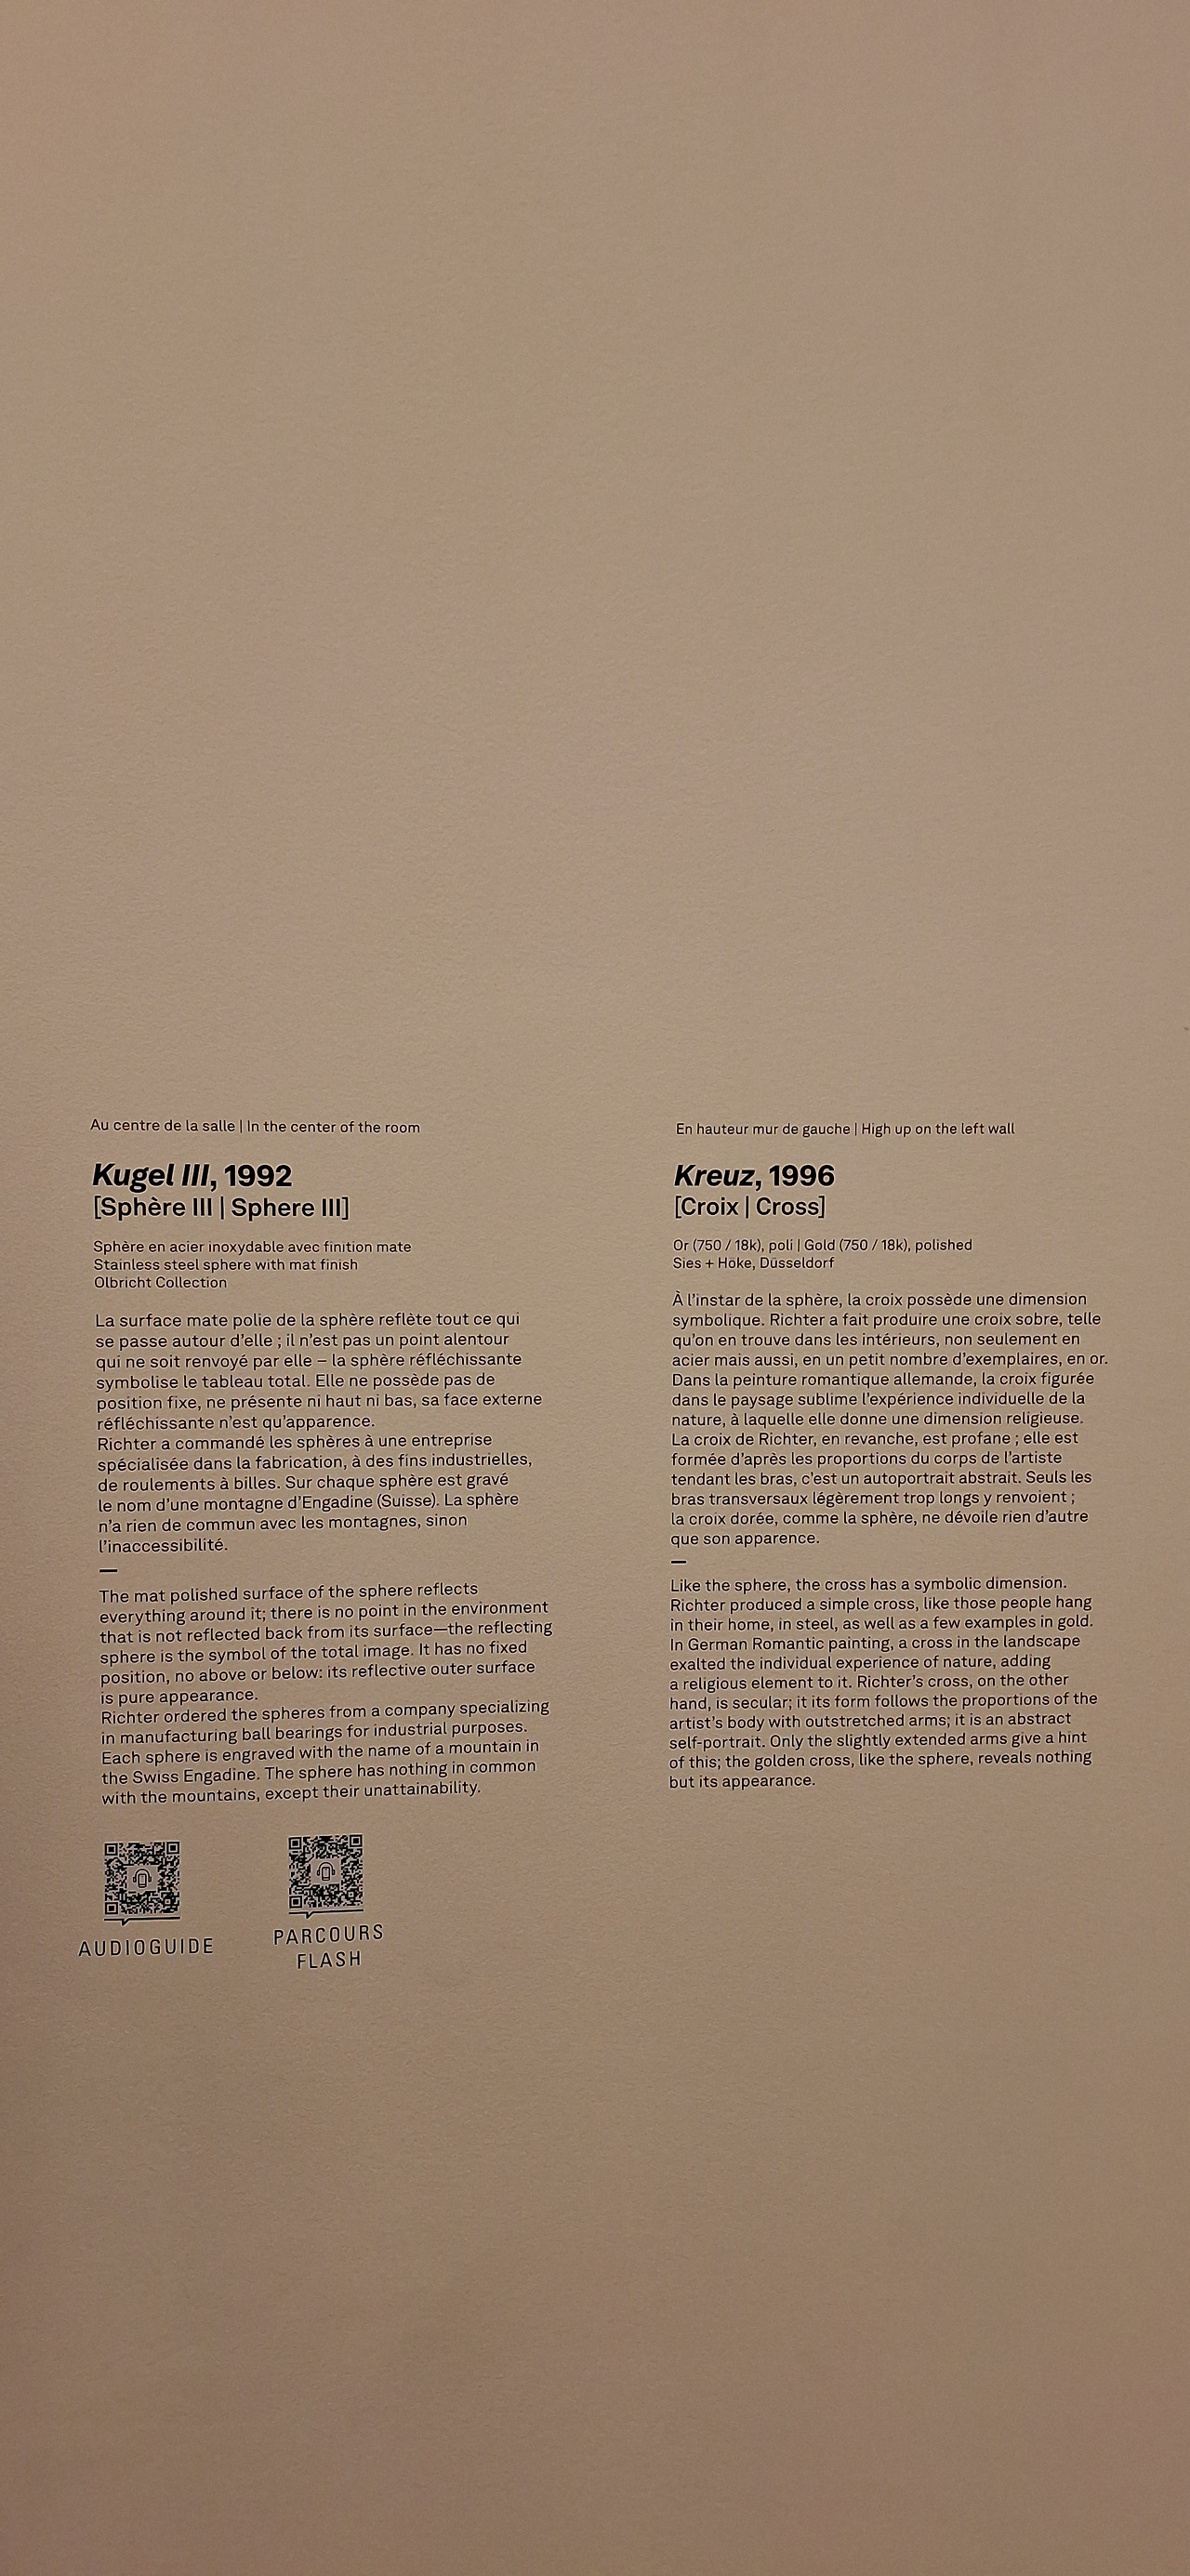 Au centre de la salle | In the center of the room
Kugel III, 1992
[Sphère III | Sphere III]
Sphère en acier inoxydable avec finition mate
Stainless steel sphere with mat finish
Olbricht Collection
La surface mate polie de la sphère reflète tout ce qui
se passe autour d'elle ; il n'est pas un point alentour
qui ne soit renvoyé par elle – la sphère réfléchissante
symbolise le tableau total. Elle ne possède pas de
position fixe, ne présente ni haut ni bas, sa face externe
réfléchissante n'est qu'apparence.
Richter a commandé les sphères à une entreprise
spécialisée dans la fabrication, à des fins industrielles,
de roulements à billes. Sur chaque sphère est gravé
le nom d'une montagne d'Engadine (Suisse). La sphère
n'a rien de commun avec les montagnes, sinon
l'inaccessibilité.
—
The mat polished surface of the sphere reflects
everything around it; there is no point in the environment
that is not reflected back from its surface—the reflecting
sphere is the symbol of the total image. It has no fixed
position, no above or below: its reflective outer surface
is pure appearance.
Richter ordered the spheres from a company specializing
in manufacturing ball bearings for industrial purposes.
Each sphere is engraved with the name of a mountain in
the Swiss Engadine. The sphere has nothing in common
with the mountains, except their unattainability.
AUDIOGUIDE
PARCOURS
FLASH
En hauteur mur de gauche | High up on the left wall
Kreuz, 1996
[Croix | Cross]
Or (750 / 18k), poli | Gold (750 / 18k), polished
Sies + Höke, Düsseldorf
À l'instar de la sphère, la croix possède une dimension
symbolique. Richter a fait produire une croix sobre, telle
qu'on en trouve dans les intérieurs, non seulement en
acier mais aussi, en un petit nombre d'exemplaires, en or.
Dans la peinture romantique allemande, la croix figurée
dans le paysage sublime l'expérience individuelle de la
nature, à laquelle elle donne une dimension religieuse.
La croix de Richter, en revanche, est profane ; elle est
formée d'après les proportions du corps de l'artiste
tendant les bras, c'est un autoportrait abstrait. Seuls les
bras transversaux légèrement trop longs y renvoient ;
la croix dorée, comme la sphère, ne dévoile rien d'autre
que son apparence.
—
Like the sphere, the cross has a symbolic dimension.
Richter produced a simple cross, like those people hang
in their home, in steel, as well as a few examples in gold.
In German Romantic painting, a cross in the landscape
exalted the individual experience of nature, adding
a religious element to it. Richter's cross, on the other
hand, is secular; it its form follows the proportions of the
artist's body with outstretched arms; it is an abstract
self-portrait. Only the slightly extended arms give a hint
of this; the golden cross, like the sphere, reveals nothing
but its appearance.